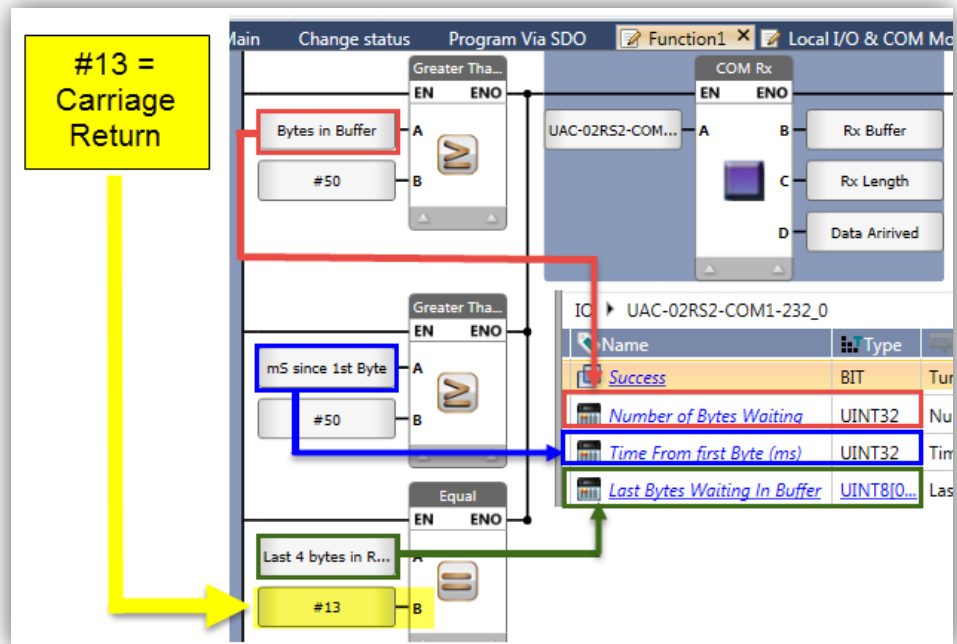 #13 =
Carriage
Return
Main
Change status
Program Via SDO
Function1
Local I/O & COM Mo
Greater Tha...
EN ENO
Bytes in Buffer
A
#50
B
COM Rx
EN ENO
UAC-02RS2-COM...
A
B
Rx Buffer
C
Rx Length
D
Data Aririved
Greater Tha...
EN ENO
mS since 1st Byte
A
#50
B
Equal
EN ENO
Last 4 bytes in R...
A
#13
B
IO UAC-02RS2-COM1-232_0
Name Type
Success BIT Tur
Number of Bytes Waiting UINT32 Nu
Time From first Byte (ms) UINT32 Tim
Last Bytes Waiting In Buffer UINT8[0... Las